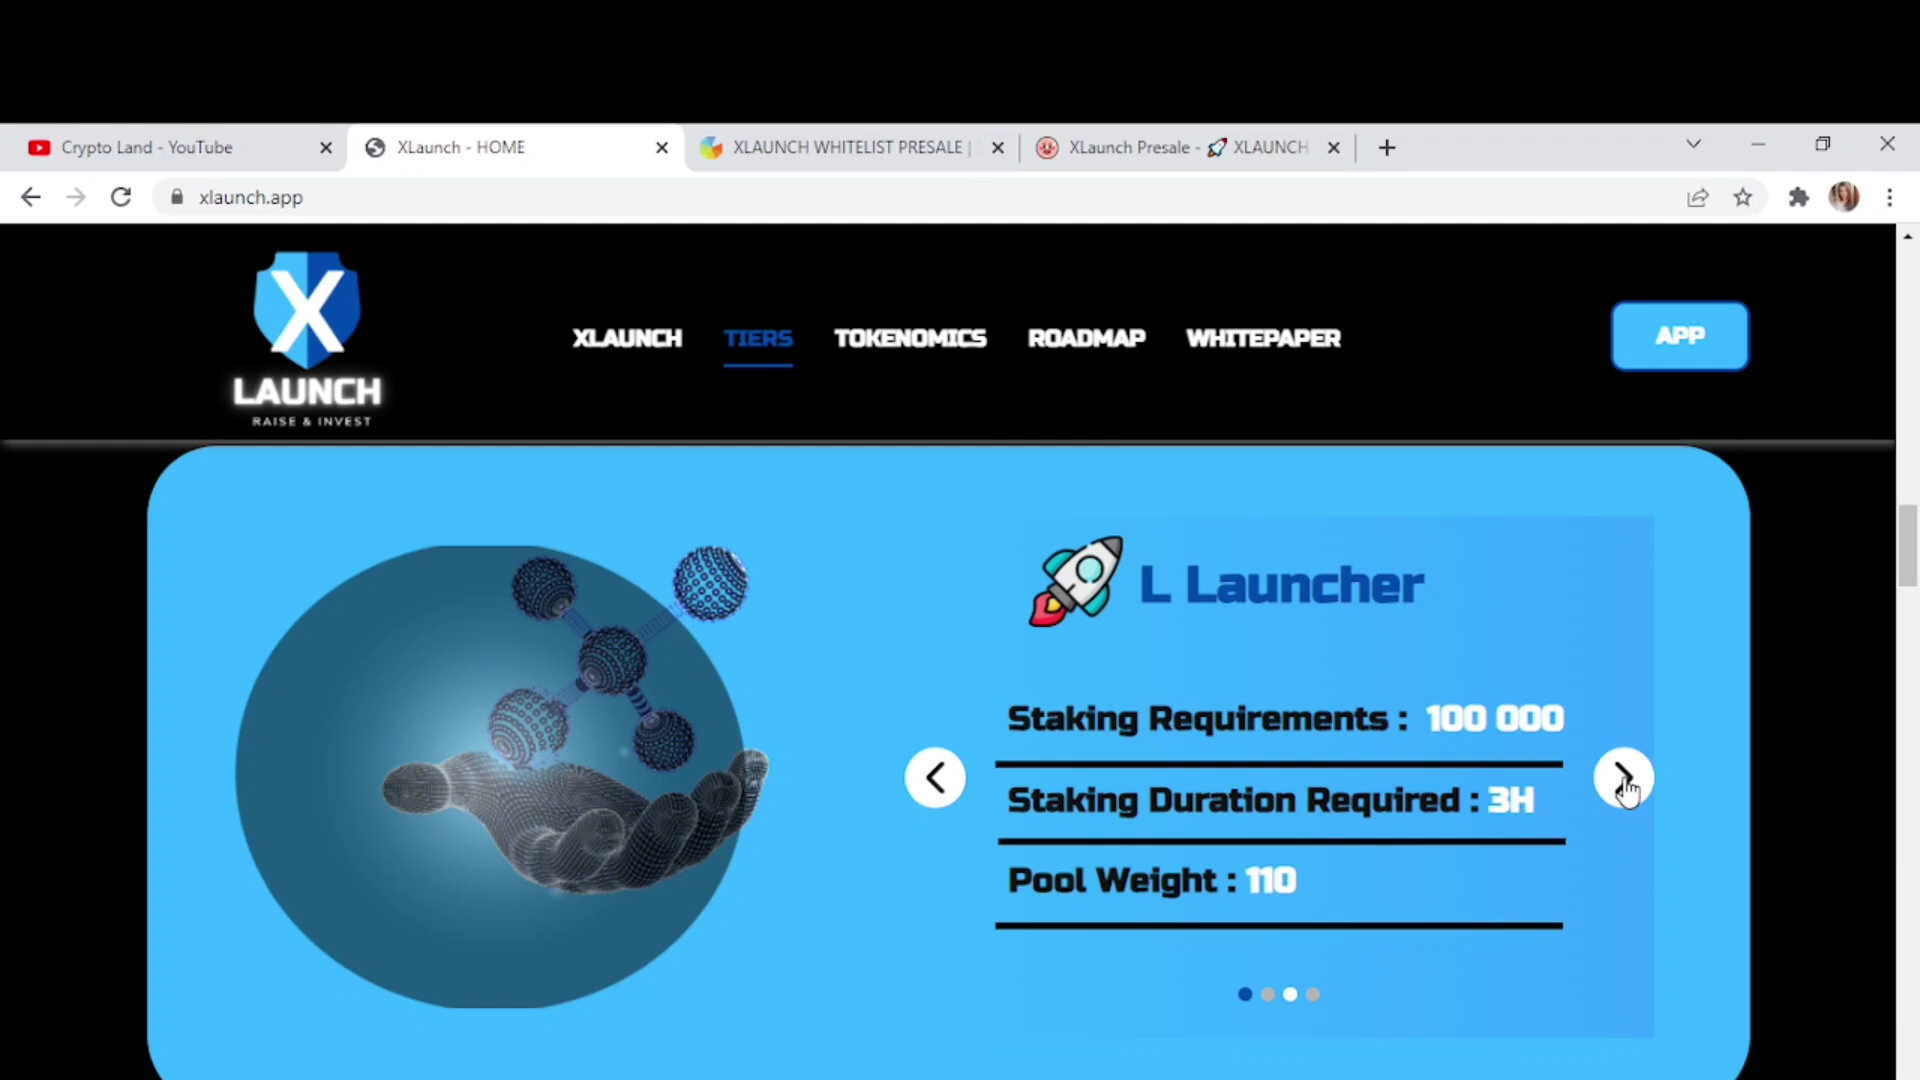 Crypto Land - YouTube
XLaunch - HOME
XLAUNCH WHITELIST PRESALE |
XLaunch Presale - 🚀 XLAUNCH
xlaunch.app
X
LAUNCH
RAISE & INVEST
XLAUNCH
TIERS
TOKENOMICS
ROADMAP
WHITEPAPER
APP
L Launcher
Staking Requirements : 100 000
Staking Duration Required : 3H
Pool Weight : 110